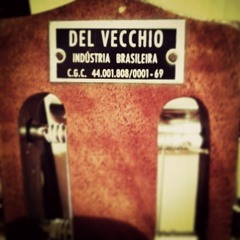 DEL VECCHIO
INDÚSTRIA BRASILEIRA
C.G.C. 44.001.808/0001-69